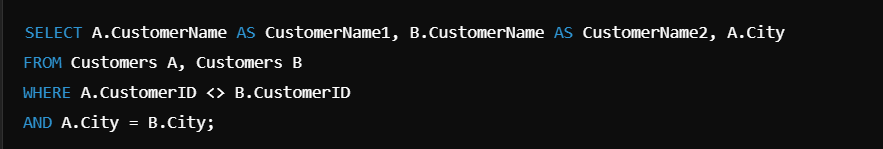 SELECT A.CustomerName AS CustomerName1, B.CustomerName AS CustomerName2, A.City
FROM Customers A, Customers B
WHERE A.CustomerID <> B.CustomerID
AND A.City = B.City;